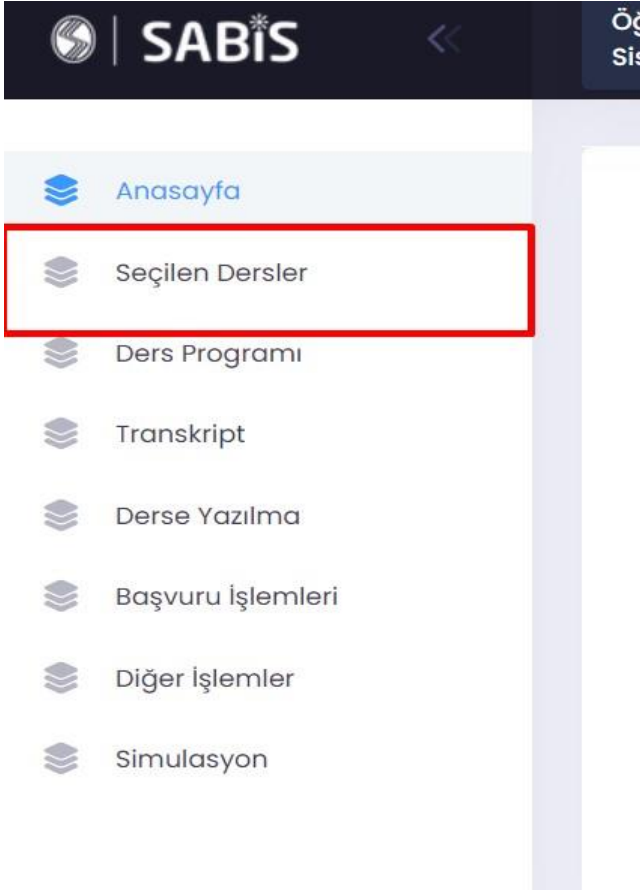 SABİS
Anasayfa
Seçilen Dersler
Ders Programı
Transkript
Derse Yazılma
Başvuru İşlemleri
Diğer İşlemler
Simulasyon